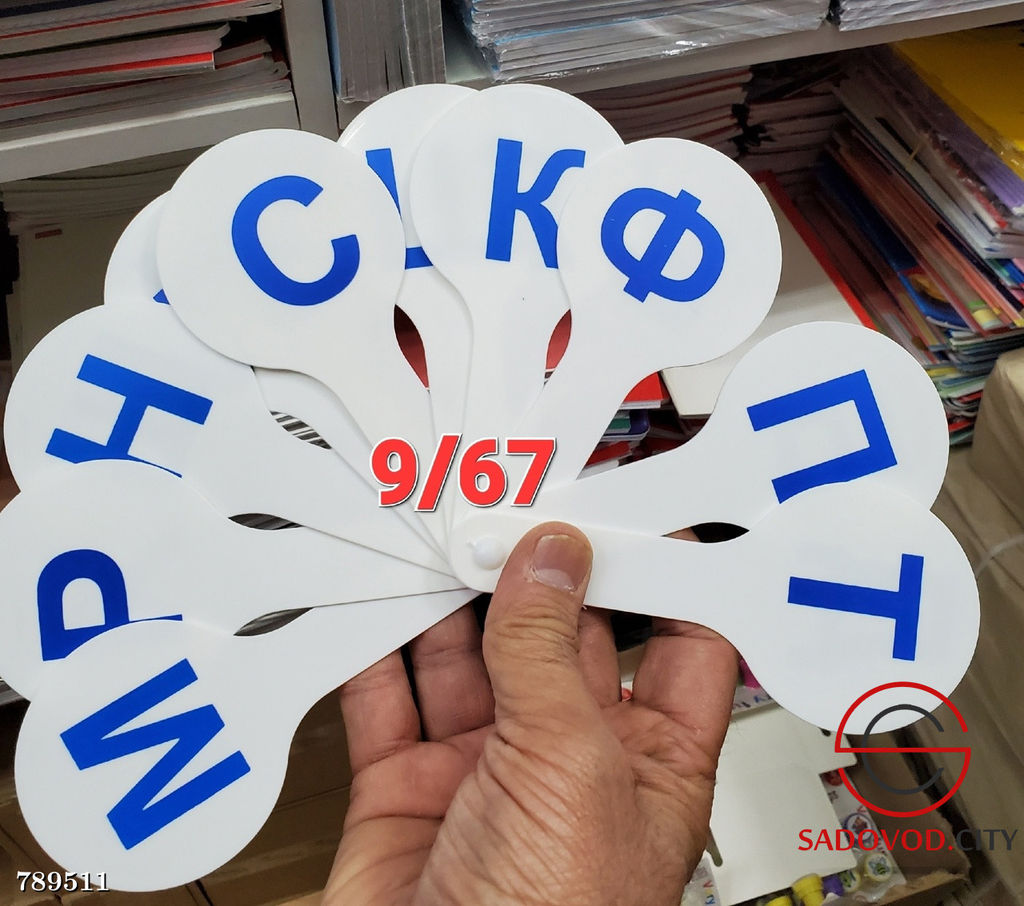 М
Р
Н
С
К
Ф
П
Т
9/67
SADOVOD.CITY
789511